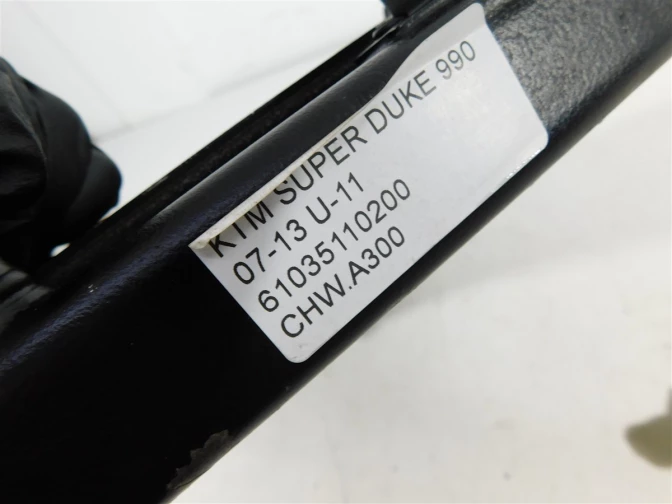 KTM SUPER DUKE 990
07-13 U-11
61035110200
CHW.A300